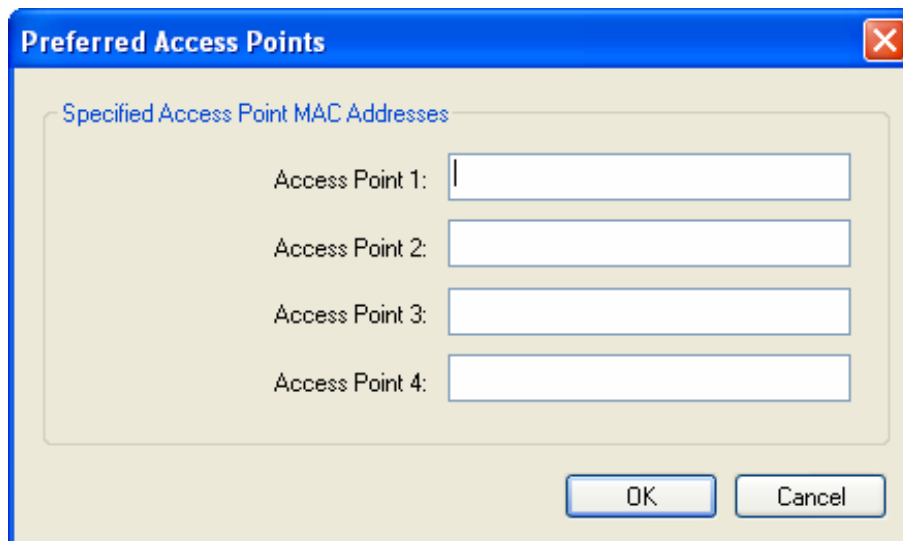 Preferred Access Points
Specified Access Point MAC Addresses
Access Point 1:
Access Point 2:
Access Point 3:
Access Point 4:
OK Cancel